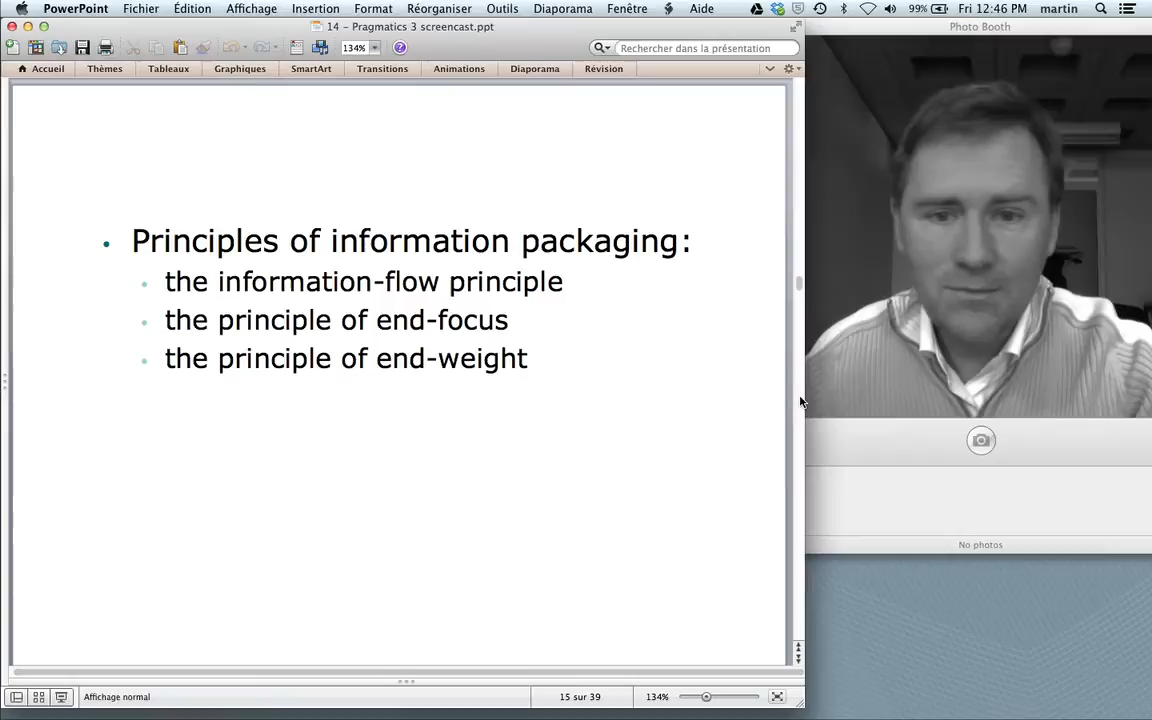 PowerPoint Fichier Édition Affichage Insertion Format Réorganiser Outils Diaporama Fenêtre Aide 99% Fri 12:46 PM martin
14 – Pragmatics 3 screencast.ppt
Photo Booth
134% Rechercher dans la présentation
Accueil Thèmes Tableaux Graphiques SmartArt Transitions Animations Diaporama Révision
• Principles of information packaging:
• the information-flow principle
• the principle of end-focus
• the principle of end-weight
No photos
Affichage normal 15 sur 39 134%